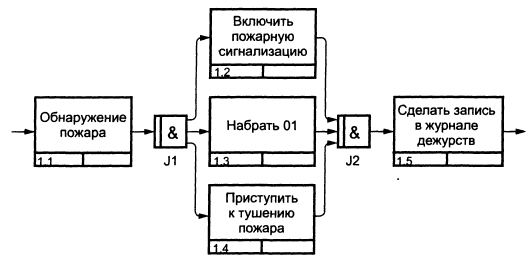 Включить
пожарную
сигнализацию
1.2
Обнаружение
пожара
1.1
&
J1
Набрать 01
1.3
&
J2
Сделать запись
в журнале
дежурств
1.5
Приступить
к тушению
пожара
1.4